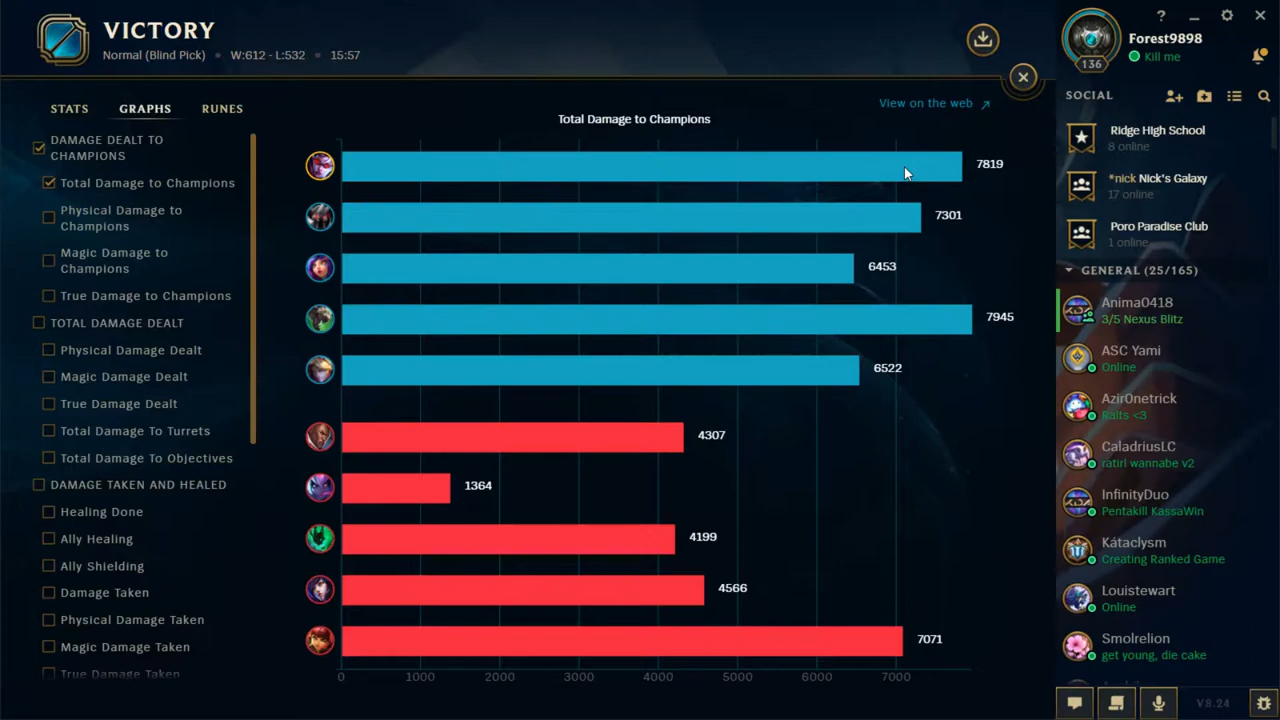 VICTORY
Normal (Blind Pick) W:612 - L:532 15:57
STATS GRAPHS RUNES
View on the web
DAMAGE DEALT TO
CHAMPIONS
Total Damage to Champions
Physical Damage to
Champions
Magic Damage to
Champions
True Damage to Champions
TOTAL DAMAGE DEALT
Physical Damage Dealt
Magic Damage Dealt
True Damage Dealt
Total Damage To Turrets
Total Damage To Objectives
DAMAGE TAKEN AND HEALED
Healing Done
Ally Healing
Ally Shielding
Damage Taken
Physical Damage Taken
Magic Damage Taken
True Damage Taken
Total Damage to Champions
7819
7301
6453
7945
6522
4307
1364
4199
4566
7071
0 1000 2000 3000 4000 5000 6000 7000
?
136
Forest9898
Kill me
SOCIAL
Ridge High School
8 online
*nick Nick's Galaxy
17 online
Poro Paradise Club
1 online
GENERAL (25/165)
Anima0418
3/5 Nexus Blitz
ASC Yami
Online
Azir0netrick
Ralts <3
CaladriusLC
ratirl wannabe v2
InfinityDuo
Pentakill KassaWin
Kátaclysm
Creating Ranked Game
Louistewart
Online
Smolrelion
get young, die cake
V8.24